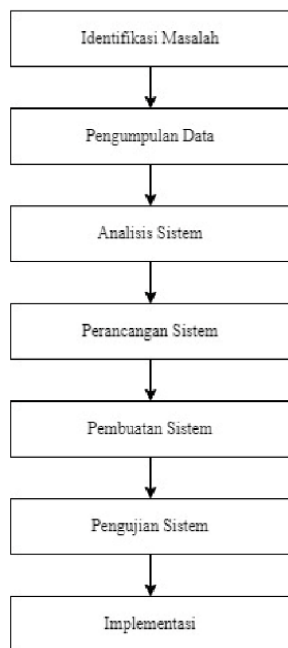 Identifikasi Masalah
Pengumpulan Data
Analisis Sistem
Perancangan Sistem
Pembuatan Sistem
Pengujian Sistem
Implementasi